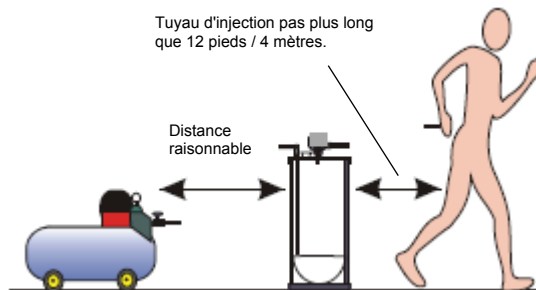 Tuyau d'injection pas plus long
que 12 pieds / 4 mètres.
Distance
raisonnable